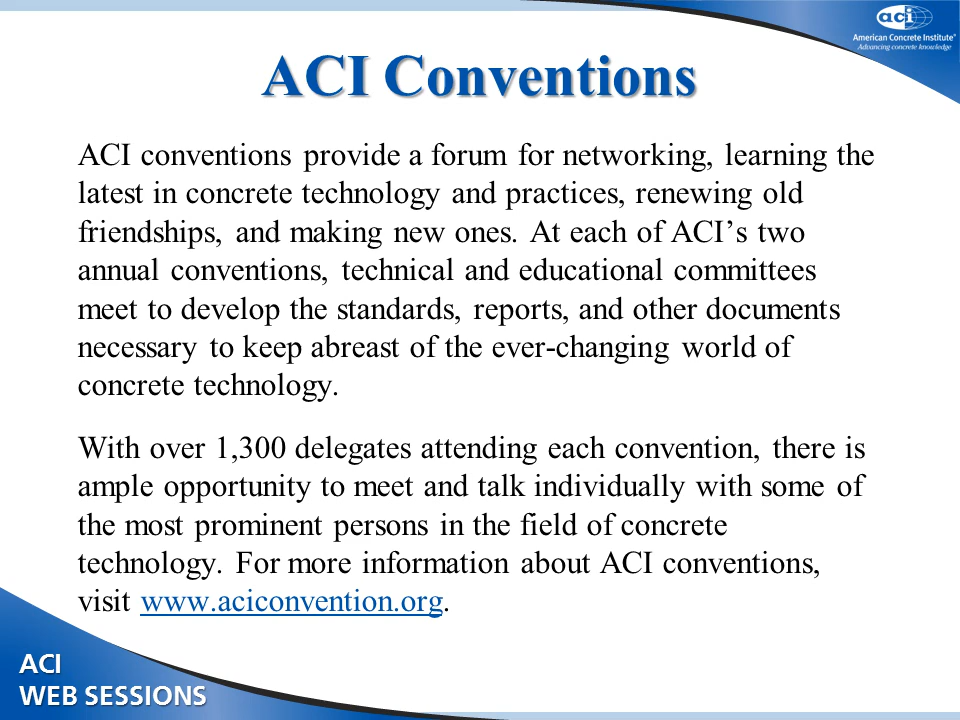 aci
American Concrete Institute®
Advancing concrete knowledge
ACI Conventions
ACI conventions provide a forum for networking, learning the
latest in concrete technology and practices, renewing old
friendships, and making new ones. At each of ACI’s two
annual conventions, technical and educational committees
meet to develop the standards, reports, and other documents
necessary to keep abreast of the ever-changing world of
concrete technology.
With over 1,300 delegates attending each convention, there is
ample opportunity to meet and talk individually with some of
the most prominent persons in the field of concrete
technology. For more information about ACI conventions,
visit www.aciconvention.org.
ACI
WEB SESSIONS